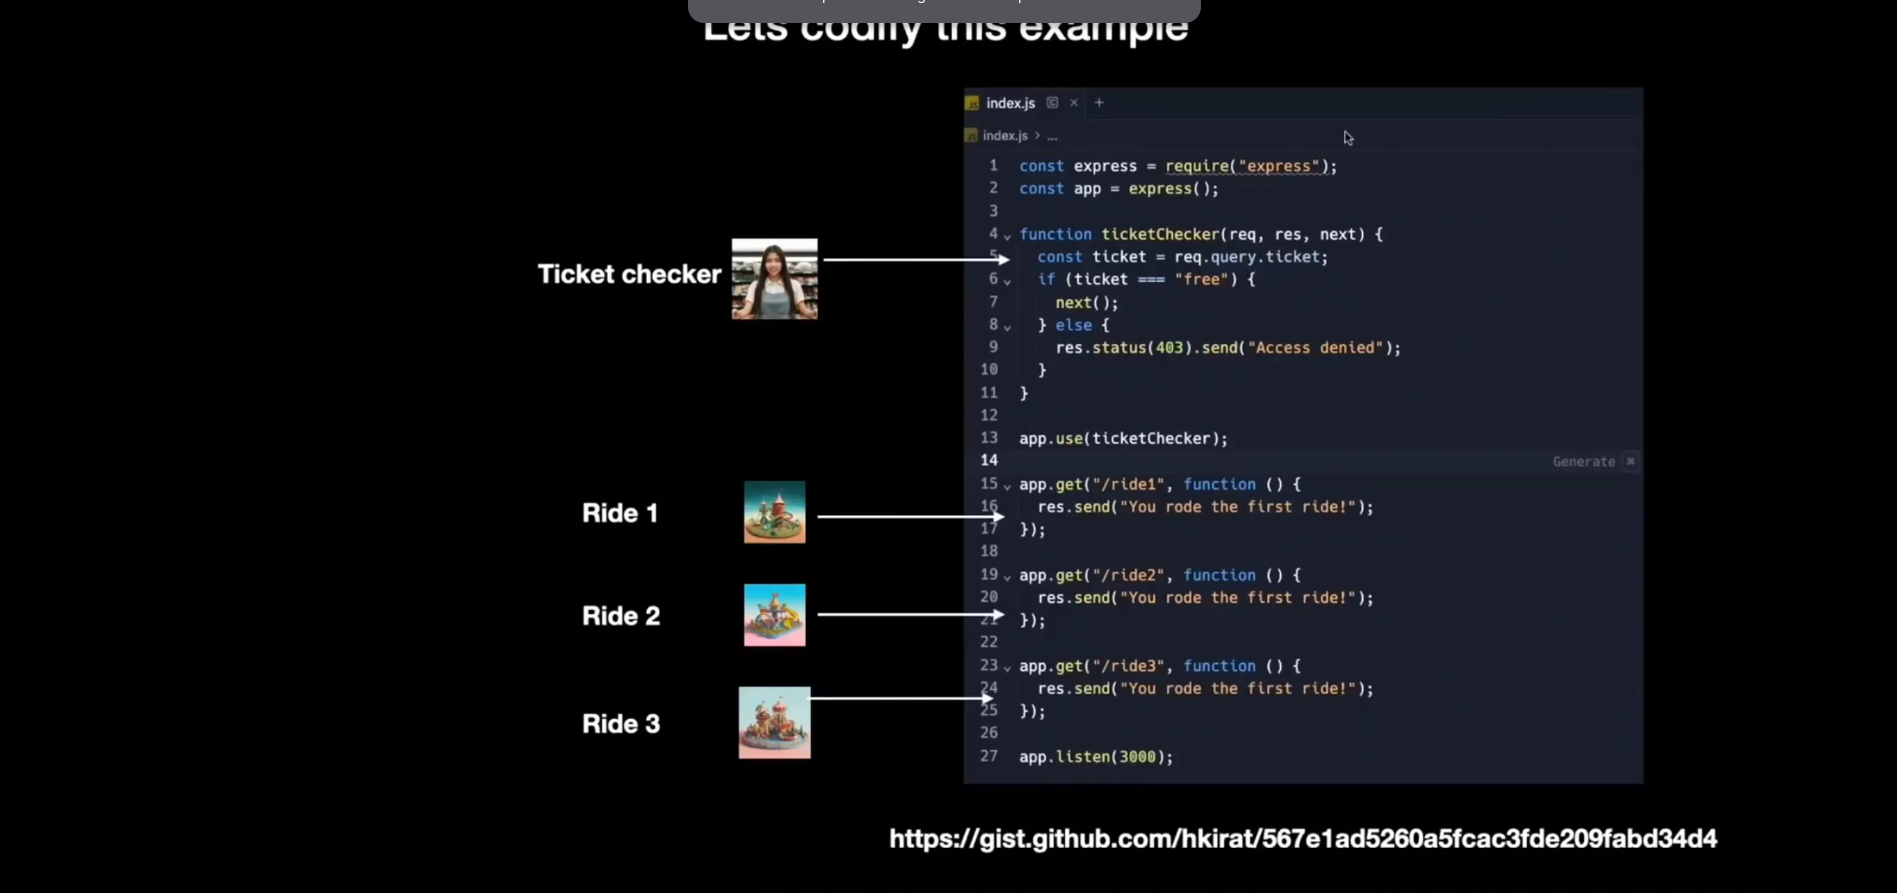 Lets codify this example
index.js
index.js > ...
1 const express = require("express");
2 const app = express();
3
4 function ticketChecker(req, res, next) {
5 const ticket = req.query.ticket;
6 if (ticket === "free") {
7 next();
8 } else {
9 res.status(403).send("Access denied");
10 }
11 }
12
13 app.use(ticketChecker);
14 Generate
15 app.get("/ride1", function () {
16 res.send("You rode the first ride!");
17 });
18
19 app.get("/ride2", function () {
20 res.send("You rode the first ride!");
21 });
22
23 app.get("/ride3", function () {
24 res.send("You rode the first ride!");
25 });
26
27 app.listen(3000);
Ticket checker
Ride 1
Ride 2
Ride 3
https://gist.github.com/hkirat/567e1ad5260a5fcac3fde209fabd34d4